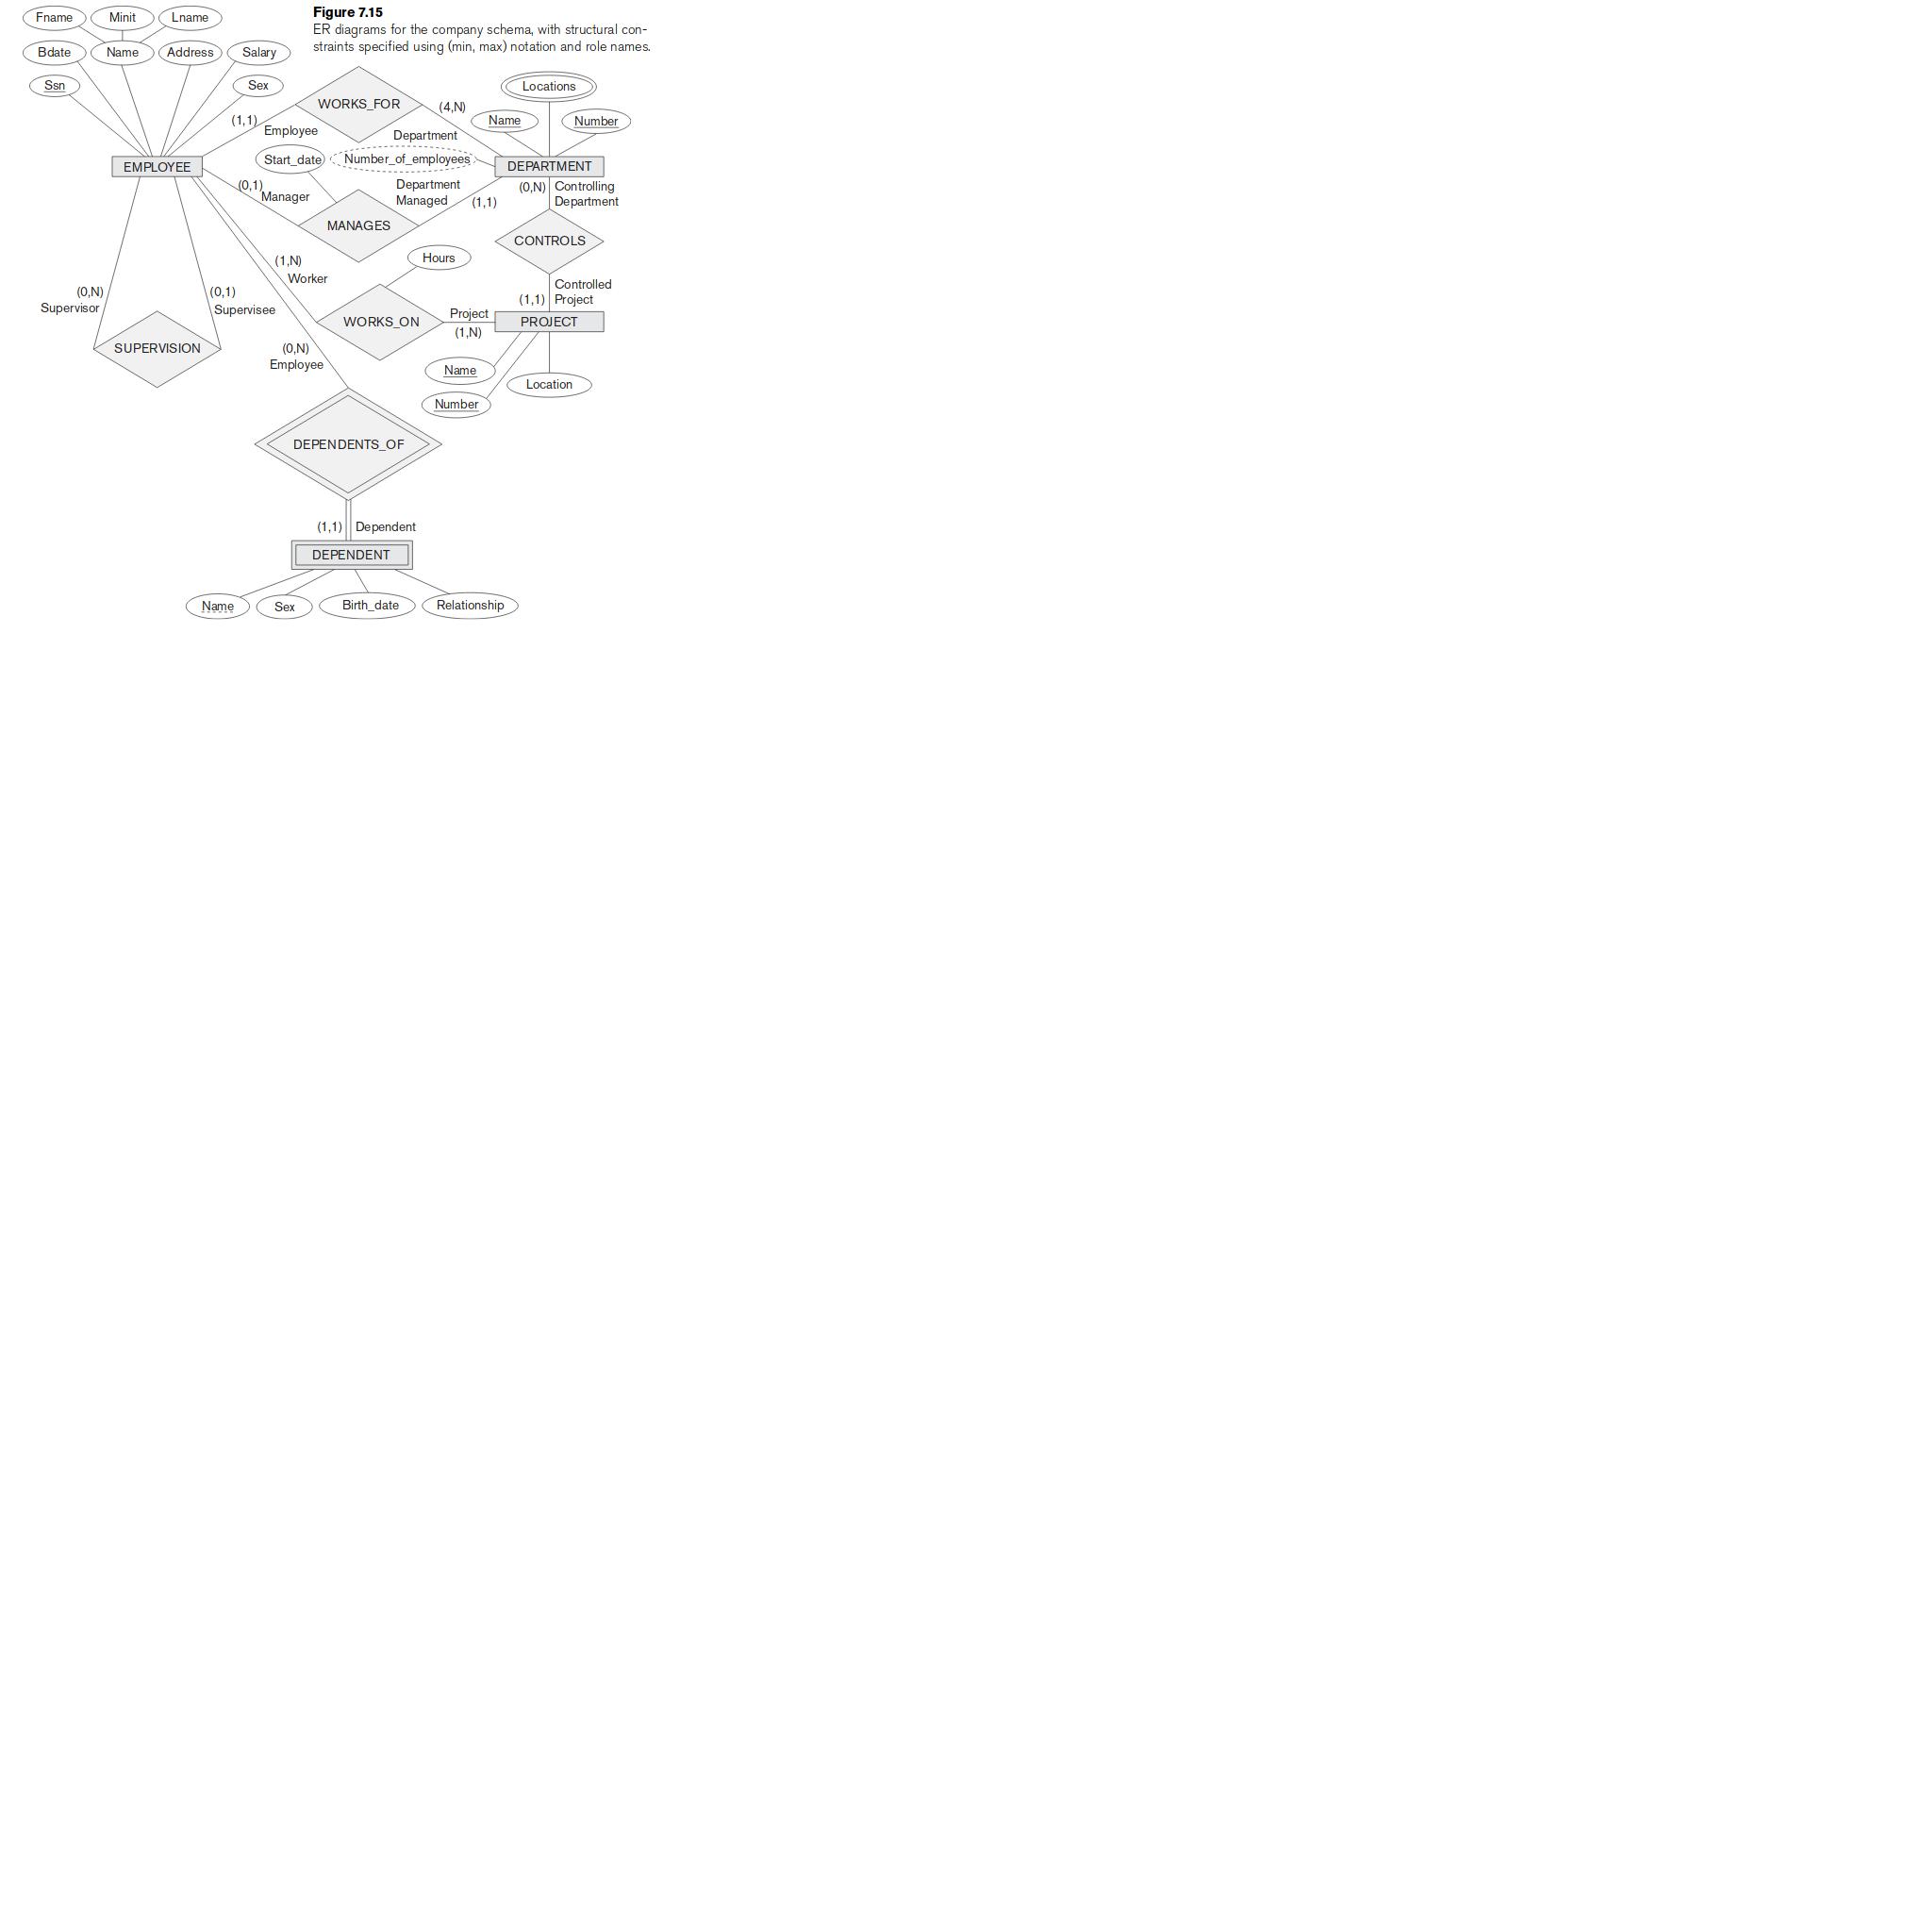 Figure 7.15
ER diagrams for the company schema, with structural con-
straints specified using (min, max) notation and role names.
Fname
Minit
Lname
Bdate
Name
Address
Salary
Ssn
Sex
WORKS_FOR
(4,N)
Locations
Name
Number
(1,1)
Employee
Department
Start_date
Number_of_employees
EMPLOYEE
DEPARTMENT
(0,1)
Manager
Department
Managed
(1,1)
(0,N)
Controlling
Department
MANAGES
CONTROLS
(1,N)
Worker
Hours
(0,N)
Supervisor
(0,1)
Supervisee
Controlled
Project
(1,1)
WORKS_ON
Project
(1,N)
PROJECT
SUPERVISION
(0,N)
Employee
Name
Location
Number
DEPENDENTS_OF
(1,1)
Dependent
DEPENDENT
Name
Sex
Birth_date
Relationship